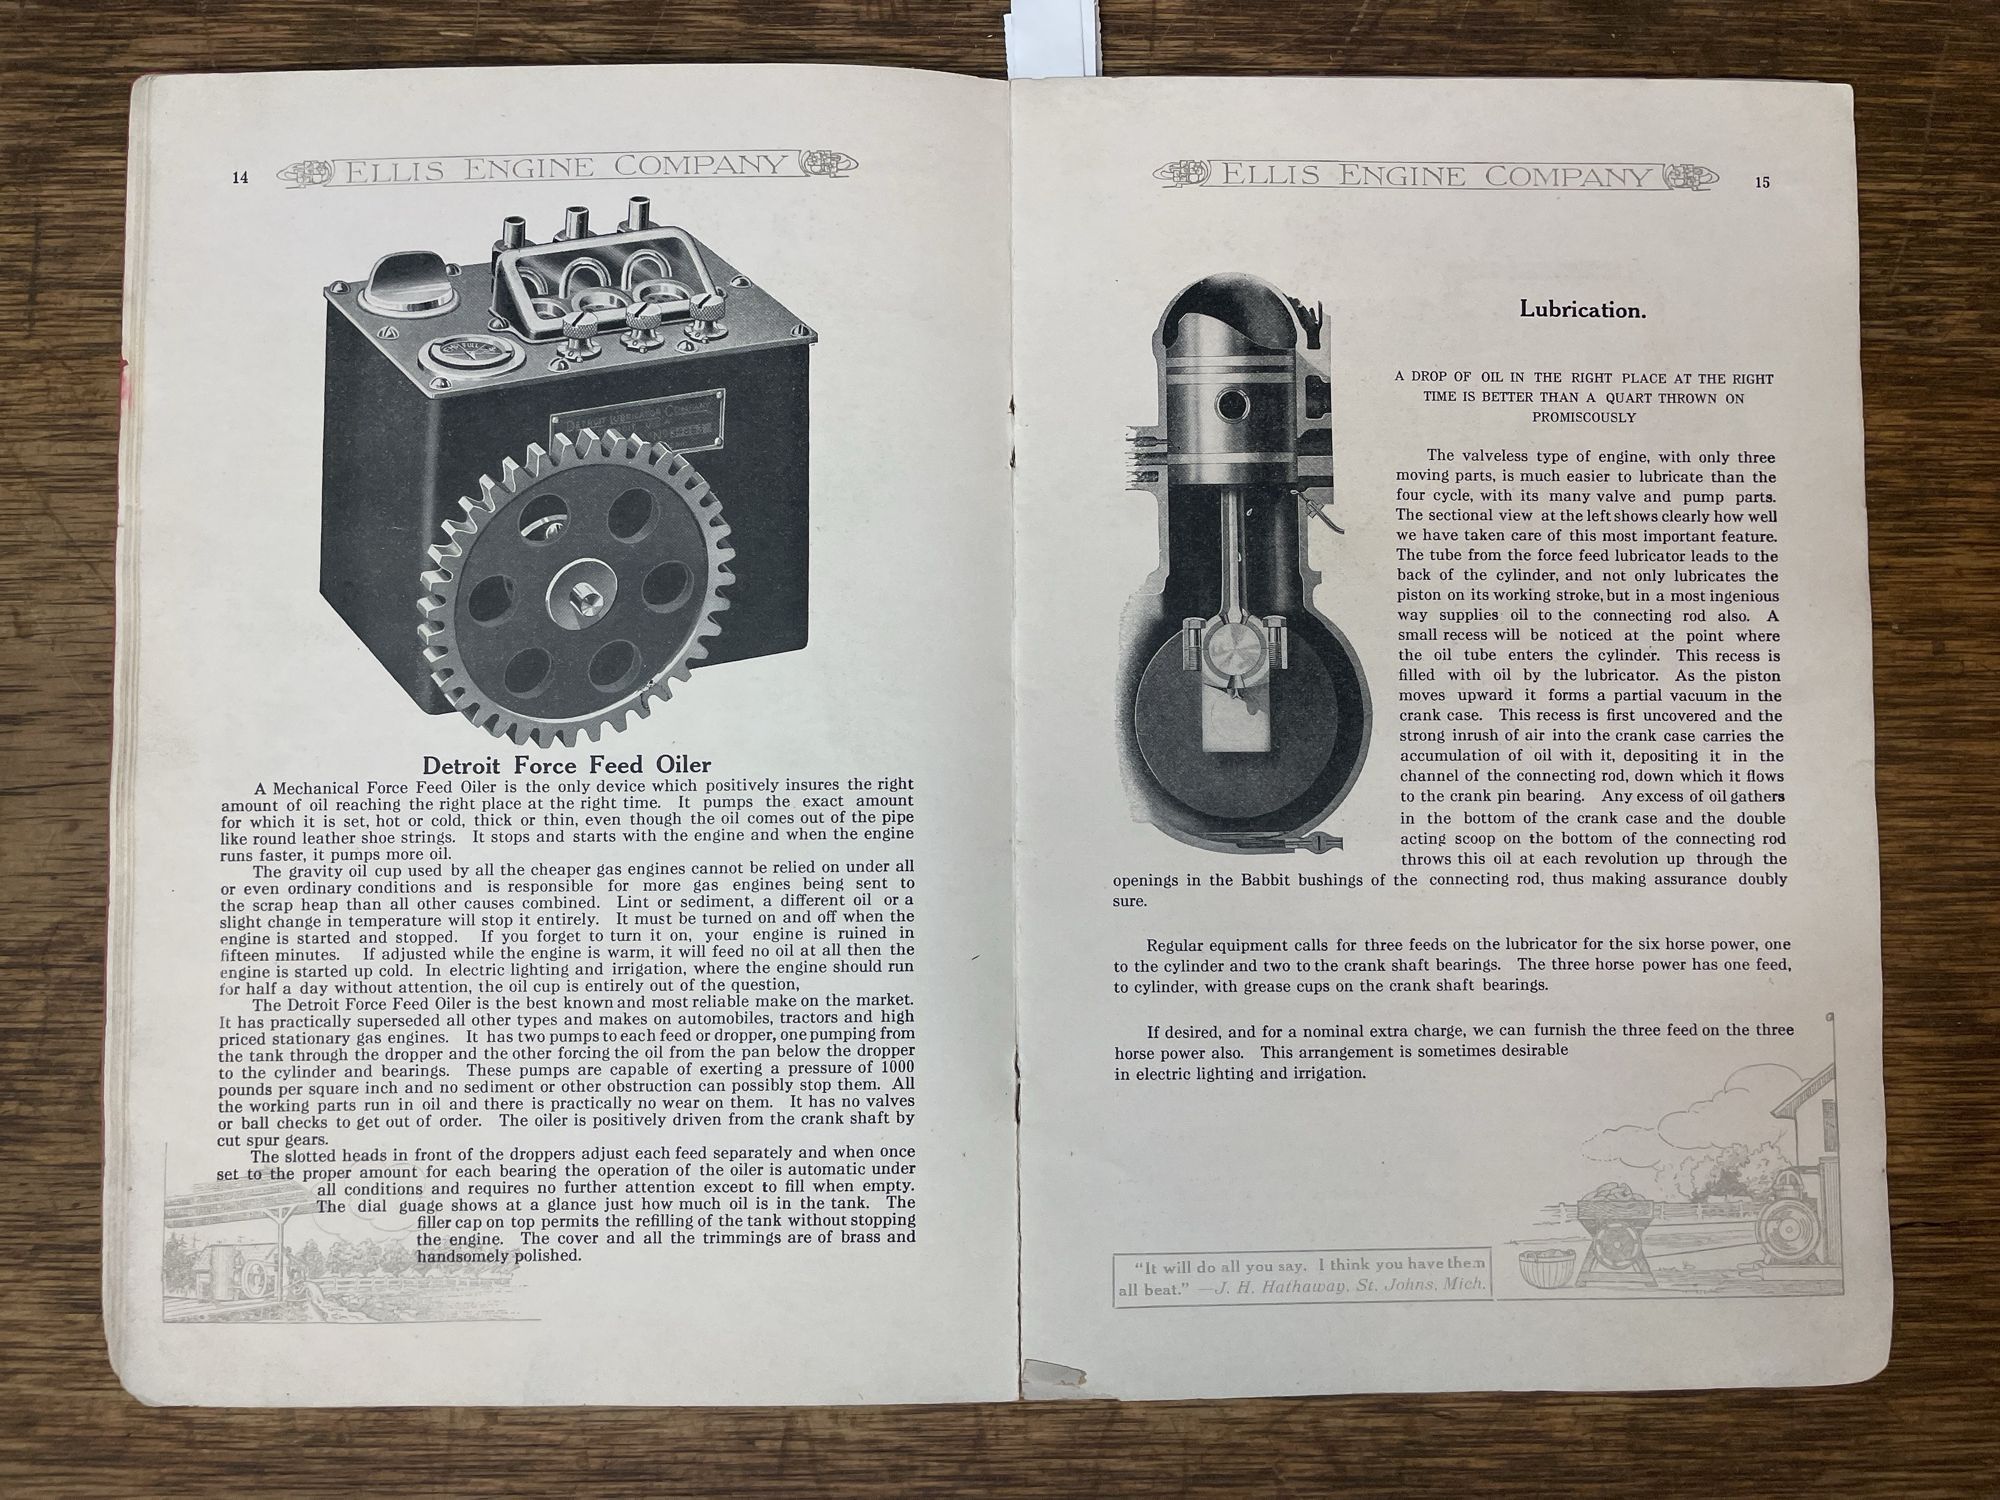 14
ELLIS ENGINE COMPANY
FULL
DETROIT LUBRICATOR COMPANY
Detroit Force Feed Oiler
A Mechanical Force Feed Oiler is the only device which positively insures the right
amount of oil reaching the right place at the right time. It pumps the exact amount
for which it is set, hot or cold, thick or thin, even though the oil comes out of the pipe
like round leather shoe strings. It stops and starts with the engine and when the engine
runs faster, it pumps more oil.
The gravity oil cup used by all the cheaper gas engines cannot be relied on under all
or even ordinary conditions and is responsible for more gas engines being sent to
the scrap heap than all other causes combined. Lint or sediment, a different oil or a
slight change in temperature will stop it entirely. It must be turned on and off when the
engine is started and stopped. If you forget to turn it on, your engine is ruined in
fifteen minutes. If adjusted while the engine is warm, it will feed no oil at all then the
engine is started up cold. In electric lighting and irrigation, where the engine should run
for half a day without attention, the oil cup is entirely out of the question,
The Detroit Force Feed Oiler is the best known and most reliable make on the market.
It has practically superseded all other types and makes on automobiles, tractors and high
priced stationary gas engines. It has two pumps to each feed or dropper, one pumping from
the tank through the dropper and the other forcing the oil from the pan below the dropper
to the cylinder and bearings. These pumps are capable of exerting a pressure of 1000
pounds per square inch and no sediment or other obstruction can possibly stop them. All
the working parts run in oil and there is practically no wear on them. It has no valves
or ball checks to get out of order. The oiler is positively driven from the crank shaft by
cut spur gears.
The slotted heads in front of the droppers adjust each feed separately and when once
set to the proper amount for each bearing the operation of the oiler is automatic under
all conditions and requires no further attention except to fill when empty.
The dial guage shows at a glance just how much oil is in the tank. The
filler cap on top permits the refilling of the tank without stopping
the engine. The cover and all the trimmings are of brass and
handsomely polished.
ELLIS ENGINE COMPANY
15
Lubrication.
A DROP OF OIL IN THE RIGHT PLACE AT THE RIGHT
TIME IS BETTER THAN A QUART THROWN ON
PROMISCOUSLY
The valveless type of engine, with only three
moving parts, is much easier to lubricate than the
four cycle, with its many valve and pump parts.
The sectional view at the left shows clearly how well
we have taken care of this most important feature.
The tube from the force feed lubricator leads to the
back of the cylinder, and not only lubricates the
piston on its working stroke, but in a most ingenious
way supplies oil to the connecting rod also. A
small recess will be noticed at the point where
the oil tube enters the cylinder. This recess is
filled with oil by the lubricator. As the piston
moves upward it forms a partial vacuum in the
crank case. This recess is first uncovered and the
strong inrush of air into the crank case carries the
accumulation of oil with it, depositing it in the
channel of the connecting rod, down which it flows
to the crank pin bearing. Any excess of oil gathers
in the bottom of the crank case and the double
acting scoop on the bottom of the connecting rod
throws this oil at each revolution up through the
openings in the Babbit bushings of the connecting rod, thus making assurance doubly
sure.
Regular equipment calls for three feeds on the lubricator for the six horse power, one
to the cylinder and two to the crank shaft bearings. The three horse power has one feed,
to cylinder, with grease cups on the crank shaft bearings.
If desired, and for a nominal extra charge, we can furnish the three feed on the three
horse power also. This arrangement is sometimes desirable
in electric lighting and irrigation.
"It will do all you say. I think you have them
all beat." —J. H. Hathaway, St. Johns, Mich.